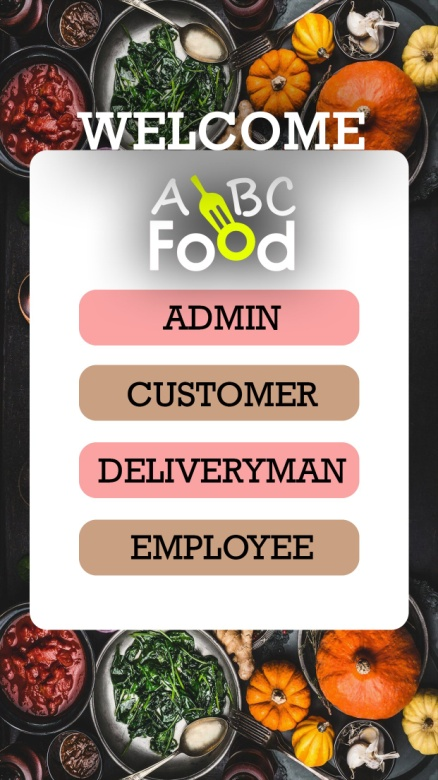 WELCOME
ABC
Food
ADMIN
CUSTOMER
DELIVERYMAN
EMPLOYEE